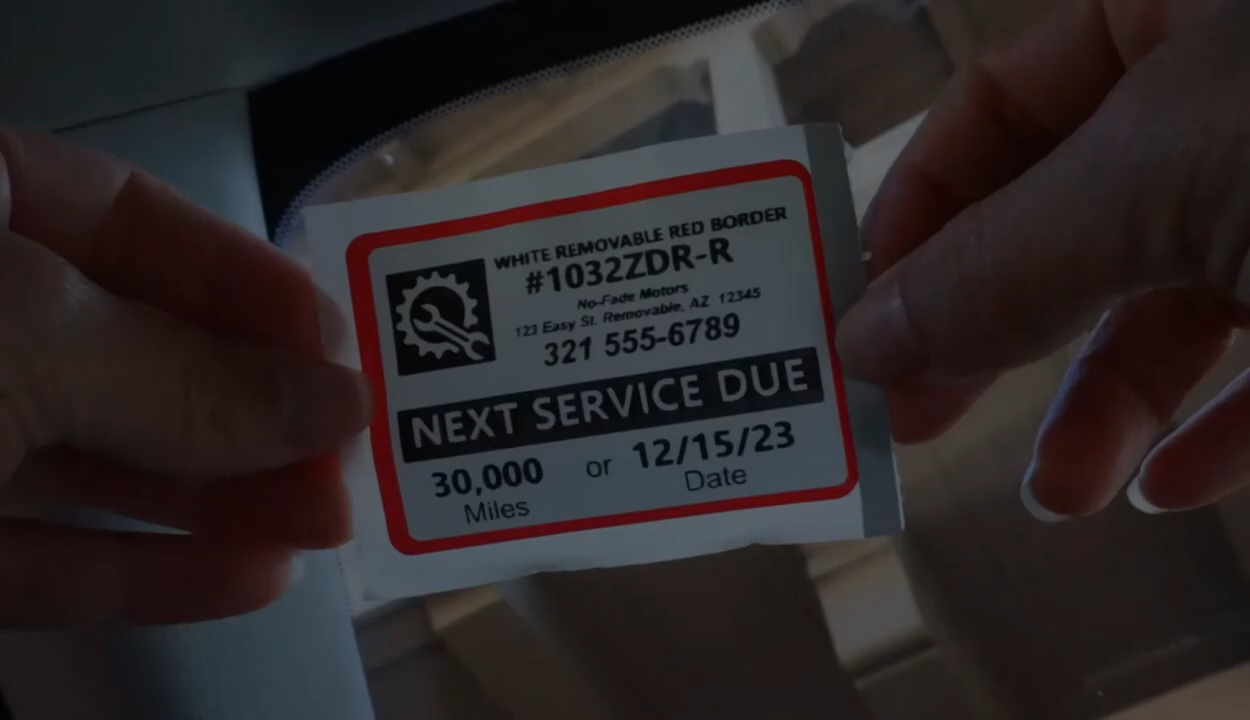 WHITE REMOVABLE RED BORDER
#1032ZDR-R
No-Fade Motors
123 Easy St. Removable, AZ 12345
321 555-6789
NEXT SERVICE DUE
30,000 or 12/15/23
Miles Date